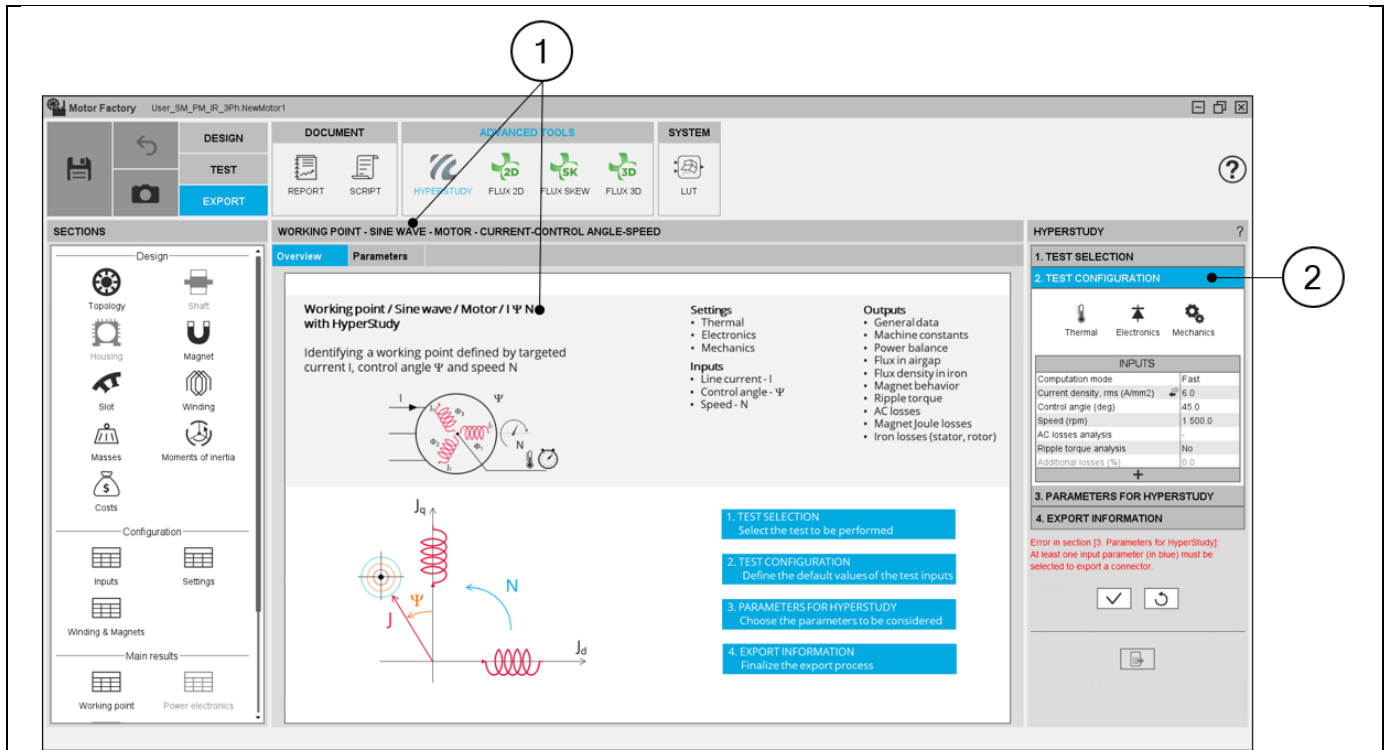 1
Motor Factory User_SM_PM_IR_3Ph.NewMotor1
DESIGN
TEST
EXPORT
DOCUMENT
REPORT SCRIPT
ADVANCED TOOLS
HYPERSTUDY FLUX 2D FLUX SKEW FLUX 3D
2D SK 3D
SYSTEM
LUT
?
SECTIONS
Design
Topology Shaft
Housing Magnet
Slot Winding
Masses Moments of inertia
Costs
Configuration
Inputs Settings
Winding & Magnets
Main results
Working point Power electronics
WORKING POINT - SINE WAVE - MOTOR - CURRENT-CONTROL ANGLE-SPEED
Overview Parameters
Working point / Sine wave / Motor / I Ψ N
with HyperStudy
Identifying a working point defined by targeted
current I, control angle Ψ and speed N
Settings
• Thermal
• Electronics
• Mechanics
Inputs
• Line current - I
• Control angle - Ψ
• Speed - N
Outputs
• General data
• Machine constants
• Power balance
• Flux in airgap
• Flux density in iron
• Magnet behavior
• Ripple torque
• AC losses
• Magnet Joule losses
• Iron losses (stator, rotor)
I Ψ
Φ3
Φ2 Φ1
N
Jq
N
Ψ
J
Jd
1. TEST SELECTION
Select the test to be performed
2. TEST CONFIGURATION
Define the default values of the test inputs
3. PARAMETERS FOR HYPERSTUDY
Choose the parameters to be considered
4. EXPORT INFORMATION
Finalize the export process
HYPERSTUDY ?
1. TEST SELECTION
2. TEST CONFIGURATION
2
Thermal Electronics Mechanics
INPUTS
Computation mode Fast
Current density, rms (A/mm2) 6.0
Control angle (deg) 45.0
Speed (rpm) 1 500.0
AC losses analysis -
Ripple torque analysis No
Additional losses (%) 0.0
+
3. PARAMETERS FOR HYPERSTUDY
4. EXPORT INFORMATION
Error in section [3. Parameters for HyperStudy]:
At least one input parameter (in blue) must be
selected to export a connector.